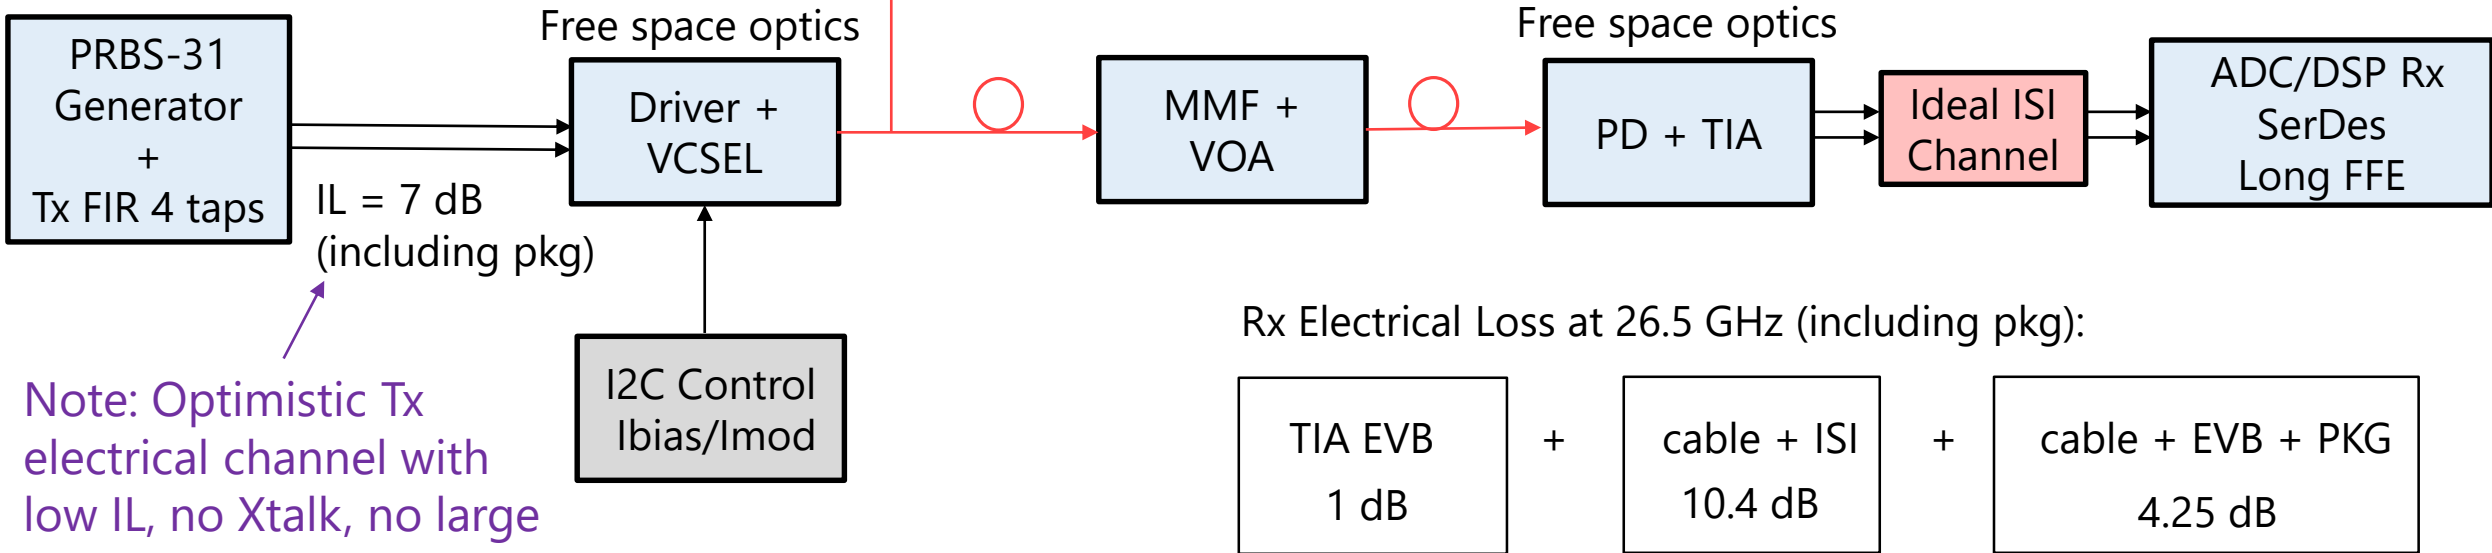 PRBS-31
Generator
+
Tx FIR 4 taps
IL = 7 dB
(including pkg)
Free space optics
Driver +
VCSEL
I2C Control
Ibias/Imod
MMF +
VOA
Free space optics
PD + TIA
Ideal ISI
Channel
ADC/DSP Rx
SerDes
Long FFE
Note: Optimistic Tx
electrical channel with
low IL, no Xtalk, no large
Rx Electrical Loss at 26.5 GHz (including pkg):
TIA EVB
1 dB
+
cable + ISI
10.4 dB
+
cable + EVB + PKG
4.25 dB